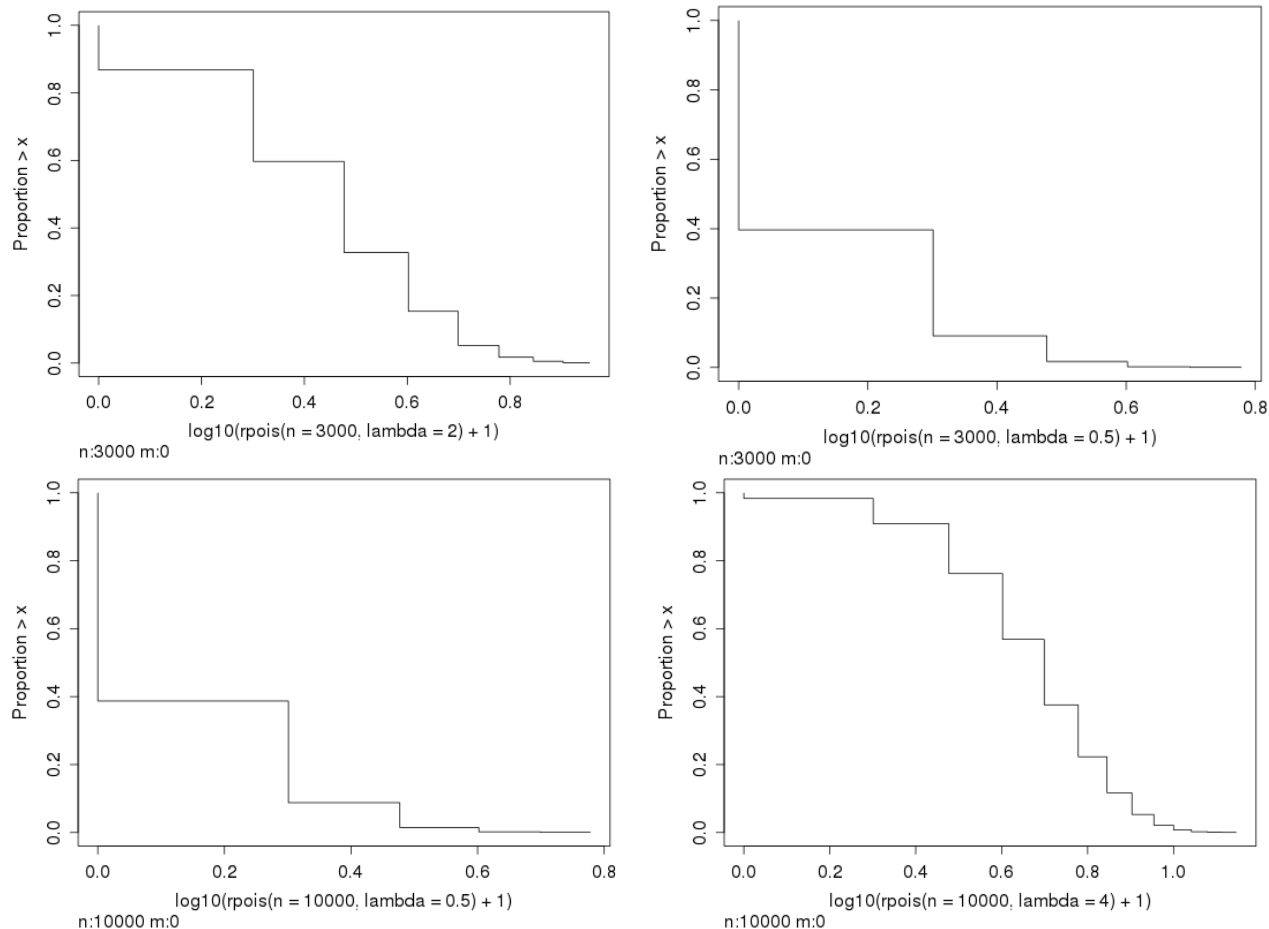 Proportion > x
1.0
0.8
0.6
0.4
0.2
0.0
0.0 0.2 0.4 0.6 0.8
log10(rpois(n = 3000, lambda = 2) + 1)
n:3000 m:0
Proportion > x
1.0
0.8
0.6
0.4
0.2
0.0
0.0 0.2 0.4 0.6 0.8
log10(rpois(n = 3000, lambda = 0.5) + 1)
n:3000 m:0
Proportion > x
1.0
0.8
0.6
0.4
0.2
0.0
0.0 0.2 0.4 0.6 0.8
log10(rpois(n = 10000, lambda = 0.5) + 1)
n:10000 m:0
Proportion > x
1.0
0.8
0.6
0.4
0.2
0.0
0.0 0.2 0.4 0.6 0.8 1.0
log10(rpois(n = 10000, lambda = 4) + 1)
n:10000 m:0